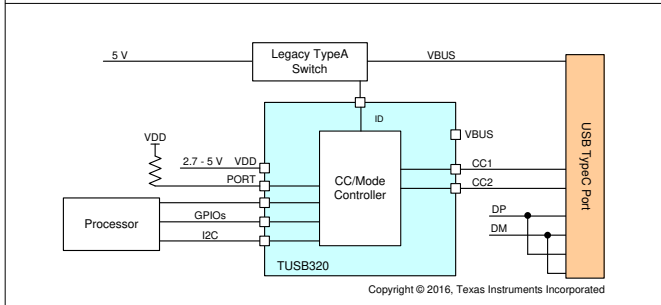 5 V
Legacy TypeA
Switch
VBUS
ID
VDD
VBUS
2.7 - 5 V VDD
PORT
CC/Mode
Controller
CC1
CC2
USB TypeC Port
Processor
GPIOs
I2C
DP
DM
TUSB320
Copyright © 2016, Texas Instruments Incorporated